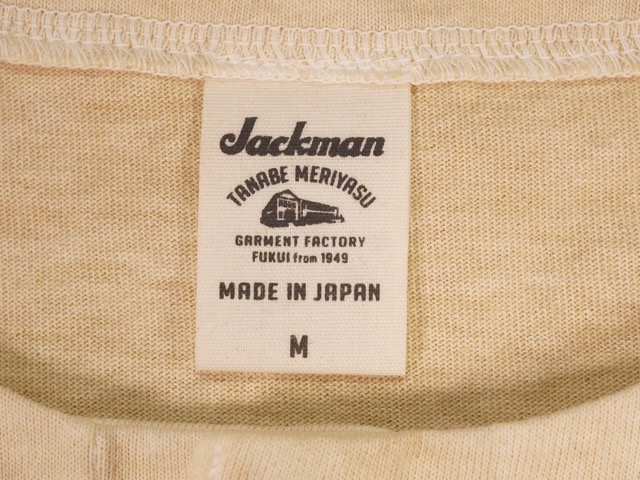 Jackman
TANABE MERIYASU
GARMENT FACTORY
FUKUI from 1949
MADE IN JAPAN
M